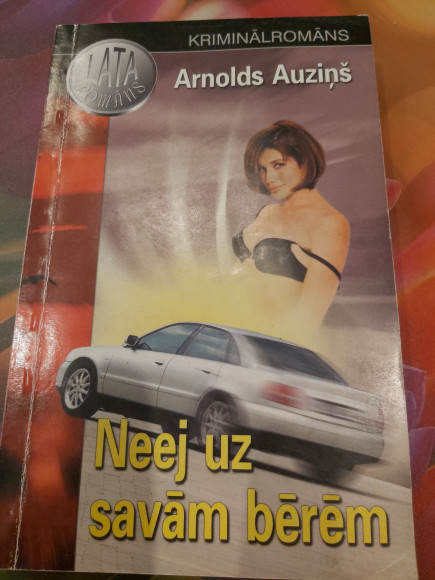 KRIMINĀLROMĀNS
LATA
ROMĀNS
Arnolds Auziņš
Neej uz
savām bērēm